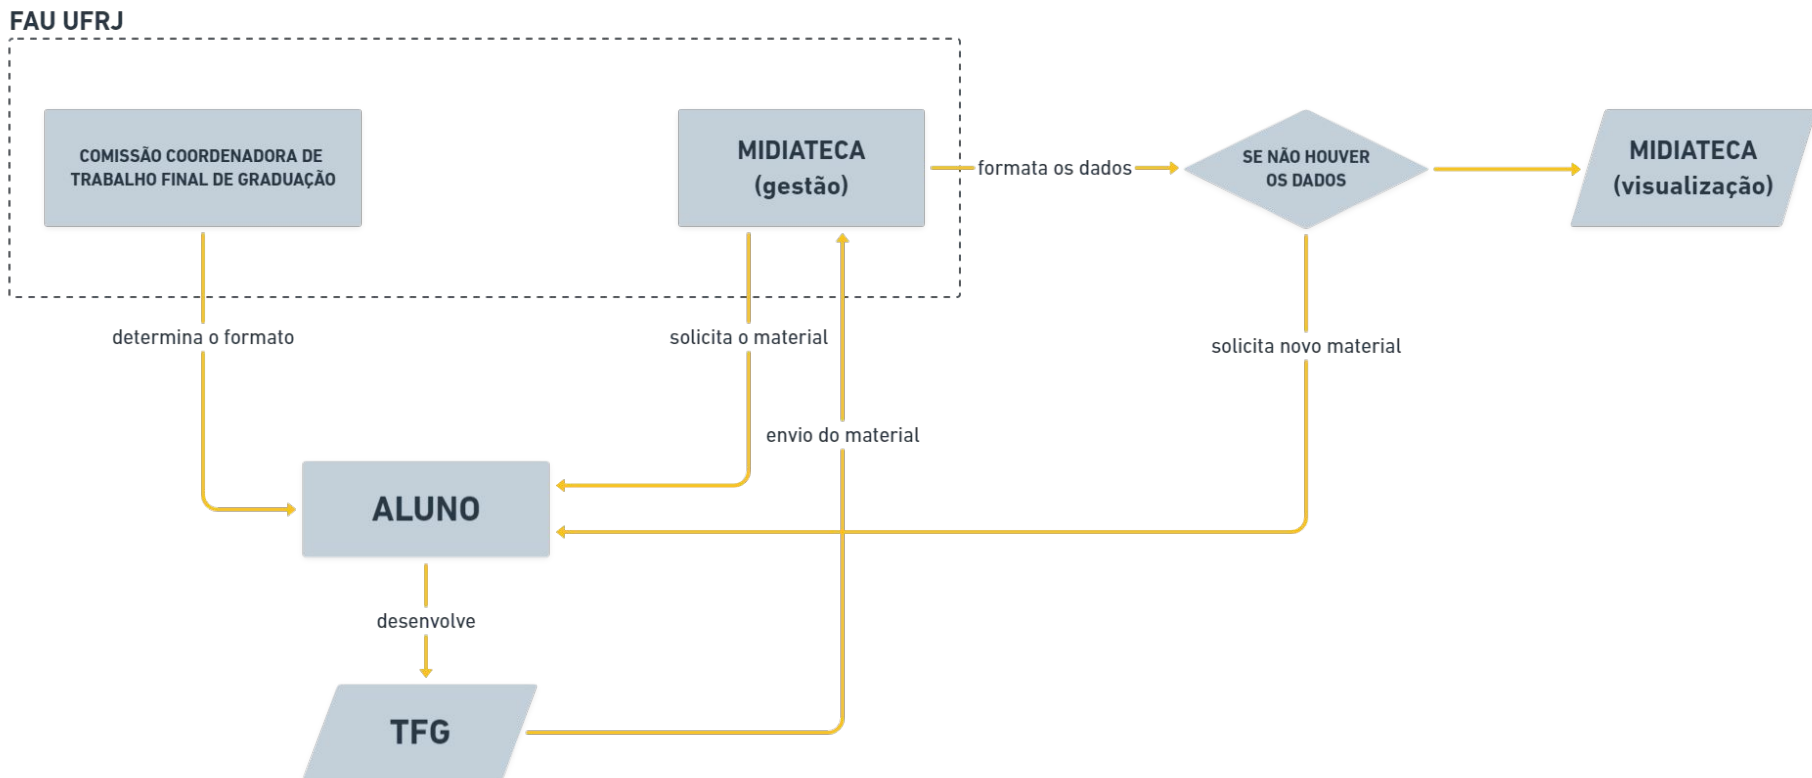 FAU UFRJ
COMISSÃO COORDENADORA DE
TRABALHO FINAL DE GRADUAÇÃO
MIDIATECA
(gestão)
formata os dados
SE NÃO HOUVER
OS DADOS
MIDIATECA
(visualização)
determina o formato
solicita o material
solicita novo material
envio do material
ALUNO
desenvolve
TFG